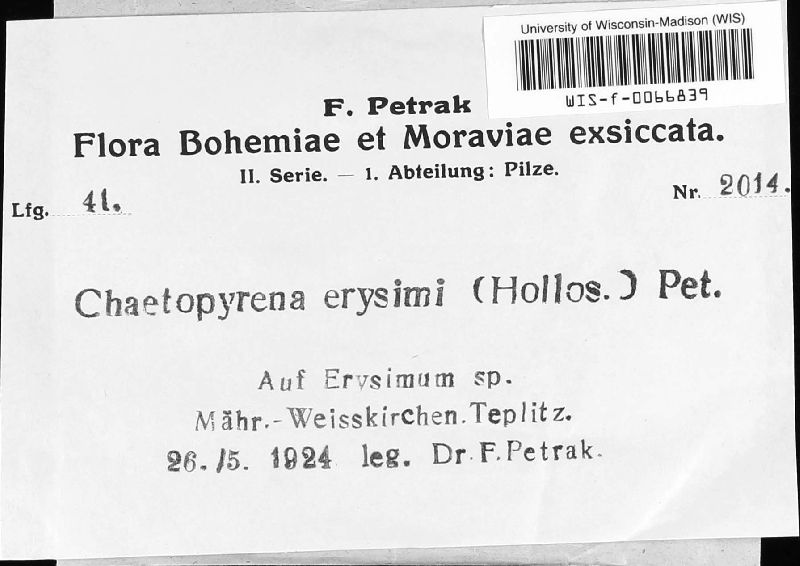 University of Wisconsin-Madison (WIS)
WIS-f-0066839
F. Petrak
Flora Bohemiae et Moraviae exsiccata.
II. Serie. — 1. Abteilung: Pilze.
Lfg. 41.
Nr. 2014.
Chaetopyrena erysimi (Hollos.) Pet.
Auf Erysimum sp.
Mähr.-Weisskirchen.Teplitz.
26./5. 1924 leg. Dr.F.Petrak.